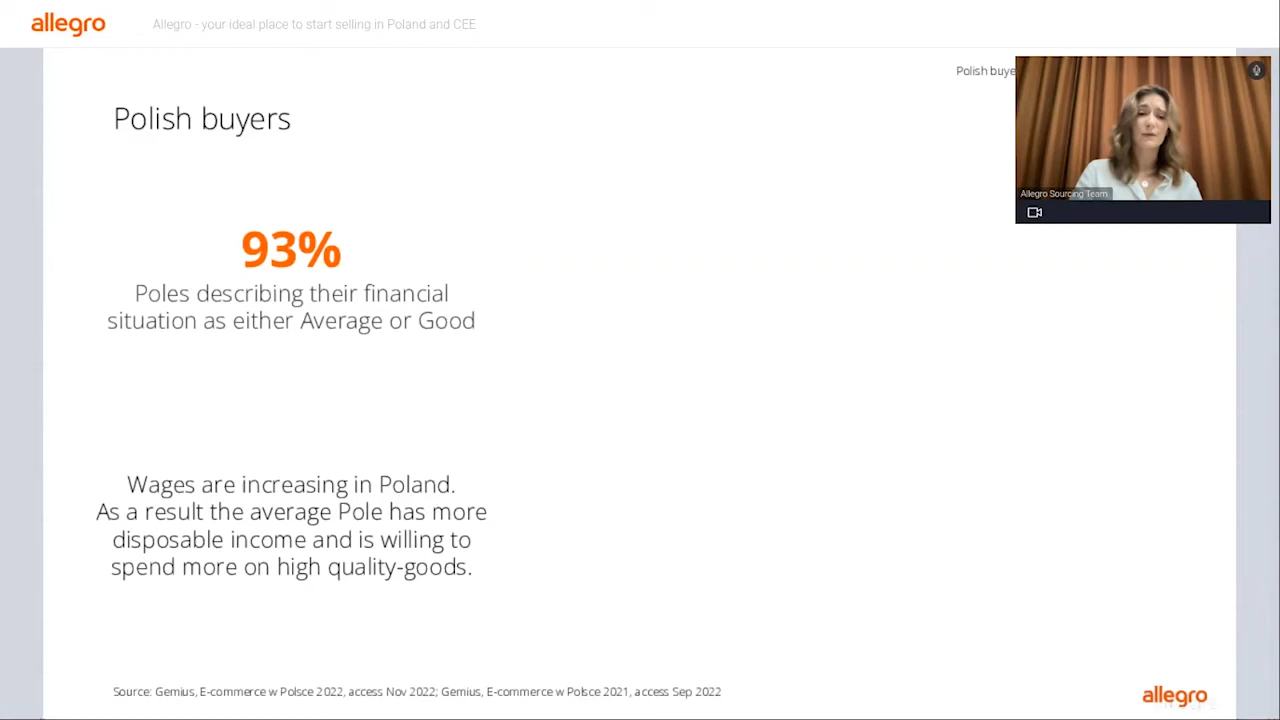 allegro
Allegro - your ideal place to start selling in Poland and CEE
Polish buye
Polish buyers
Allegro Sourcing Team
93%
Poles describing their financial
situation as either Average or Good
Wages are increasing in Poland.
As a result the average Pole has more
disposable income and is willing to
spend more on high quality-goods.
Source: Gemius, E-commerce w Polsce 2022, access Nov 2022; Gemius, E-commerce w Polsce 2021, access Sep 2022
allegro